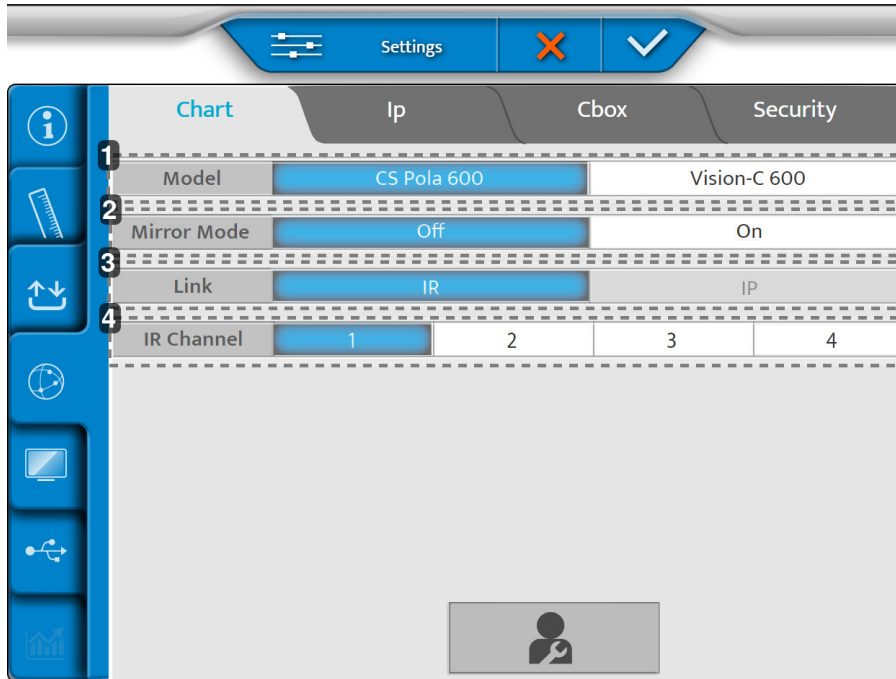 Settings
Chart Ip Cbox Security
1
Model CS Pola 600 Vision-C 600
2
Mirror Mode Off On
3
Link IR IP
4
IR Channel 1 2 3 4